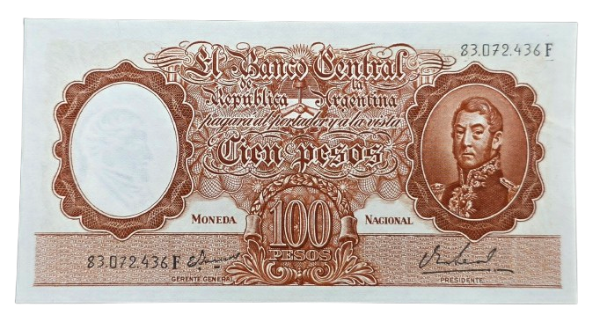 83.072.436 F
El Banco Central
de la
República Argentina
pagará al portador y a la vista
Cien pesos
MONEDA NACIONAL
100
PESOS
83.072.436 F
GERENTE GENERAL
PRESIDENTE